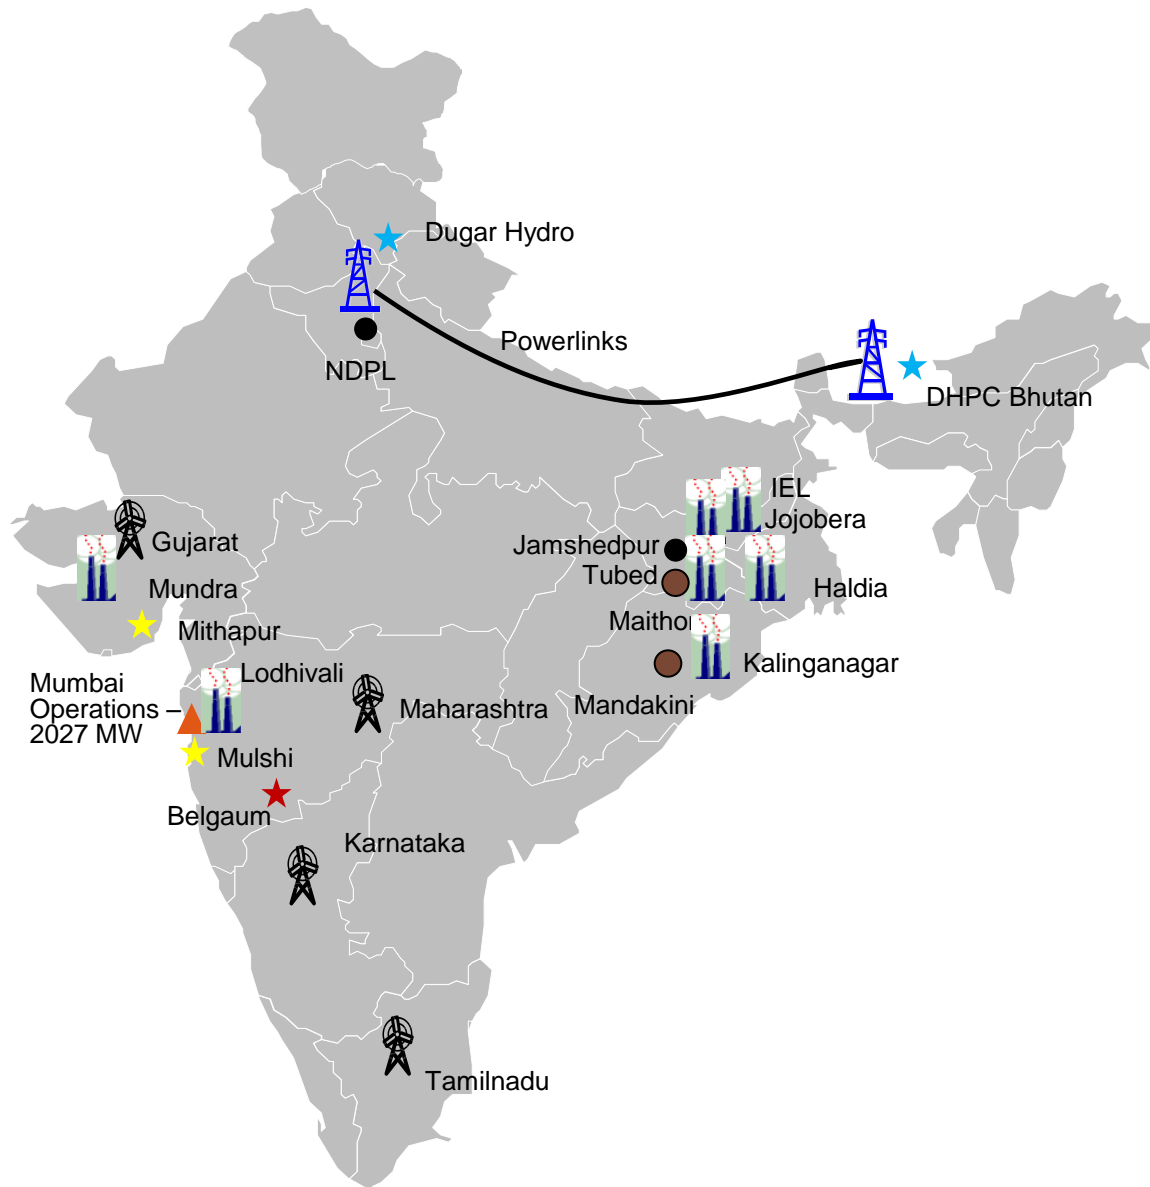 Dugar Hydro
Powerlinks
NDPL
DHPC Bhutan
IEL
Jojobera
Jamshedpur
Tubed
Haldia
Maithon
Kalinganagar
Mandakini
Gujarat
Mundra
Mithapur
Lodhivali
Mumbai
Operations –
2027 MW
Maharashtra
Mulshi
Belgaum
Karnataka
Tamilnadu